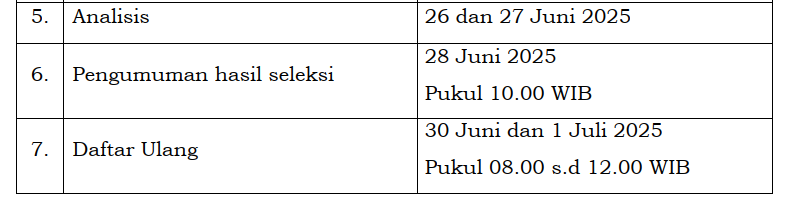 5. Analisis 26 dan 27 Juni 2025
6. Pengumuman hasil seleksi 28 Juni 2025
Pukul 10.00 WIB
7. Daftar Ulang 30 Juni dan 1 Juli 2025
Pukul 08.00 s.d 12.00 WIB